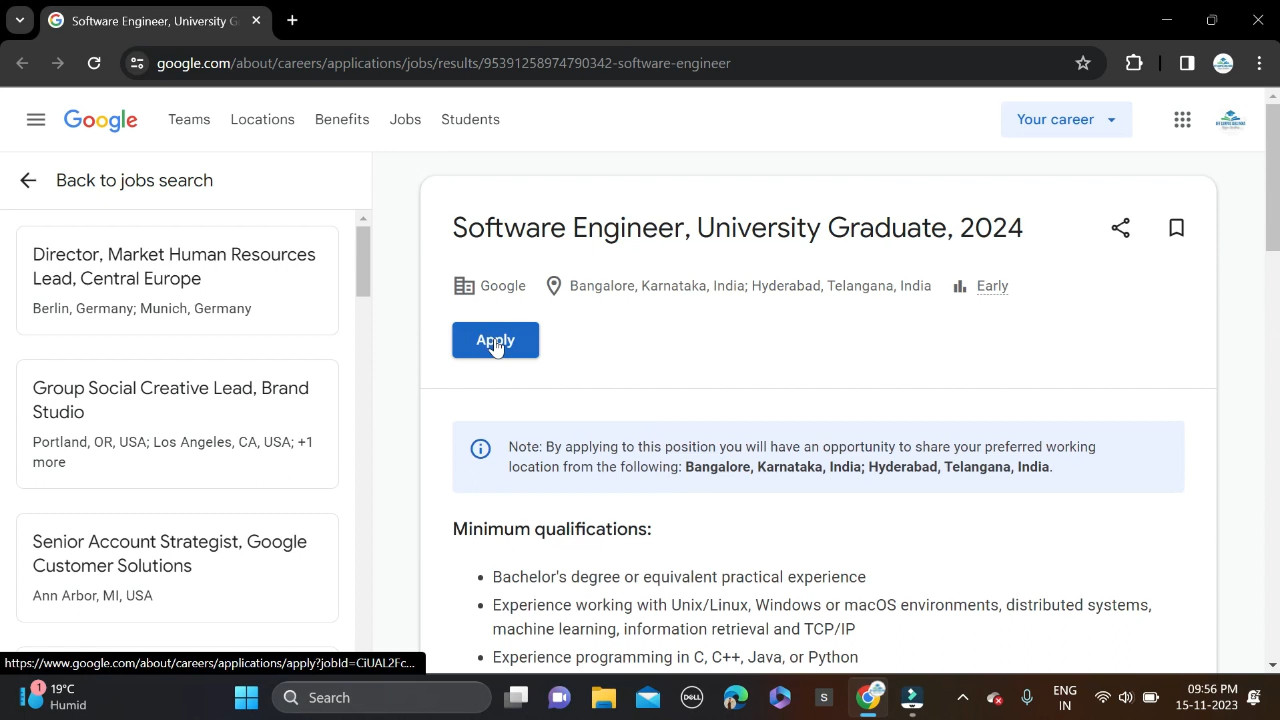 Software Engineer, University G
google.com/about/careers/applications/jobs/results/95391258974790342-software-engineer
Google
Teams
Locations
Benefits
Jobs
Students
Your career
Back to jobs search
Director, Market Human Resources
Lead, Central Europe
Berlin, Germany; Munich, Germany
Group Social Creative Lead, Brand
Studio
Portland, OR, USA; Los Angeles, CA, USA; +1
more
Senior Account Strategist, Google
Customer Solutions
Ann Arbor, MI, USA
Software Engineer, University Graduate, 2024
Google
Bangalore, Karnataka, India; Hyderabad, Telangana, India
Early
Apply
Note: By applying to this position you will have an opportunity to share your preferred working
location from the following: Bangalore, Karnataka, India; Hyderabad, Telangana, India.
Minimum qualifications:
• Bachelor's degree or equivalent practical experience
• Experience working with Unix/Linux, Windows or macOS environments, distributed systems,
machine learning, information retrieval and TCP/IP
• Experience programming in C, C++, Java, or Python
https://www.google.com/about/careers/applications/apply?jobId=CiUAL2Fc...
1
19°C
Humid
Search
DELL
S
ENG
IN
09:56 PM
15-11-2023